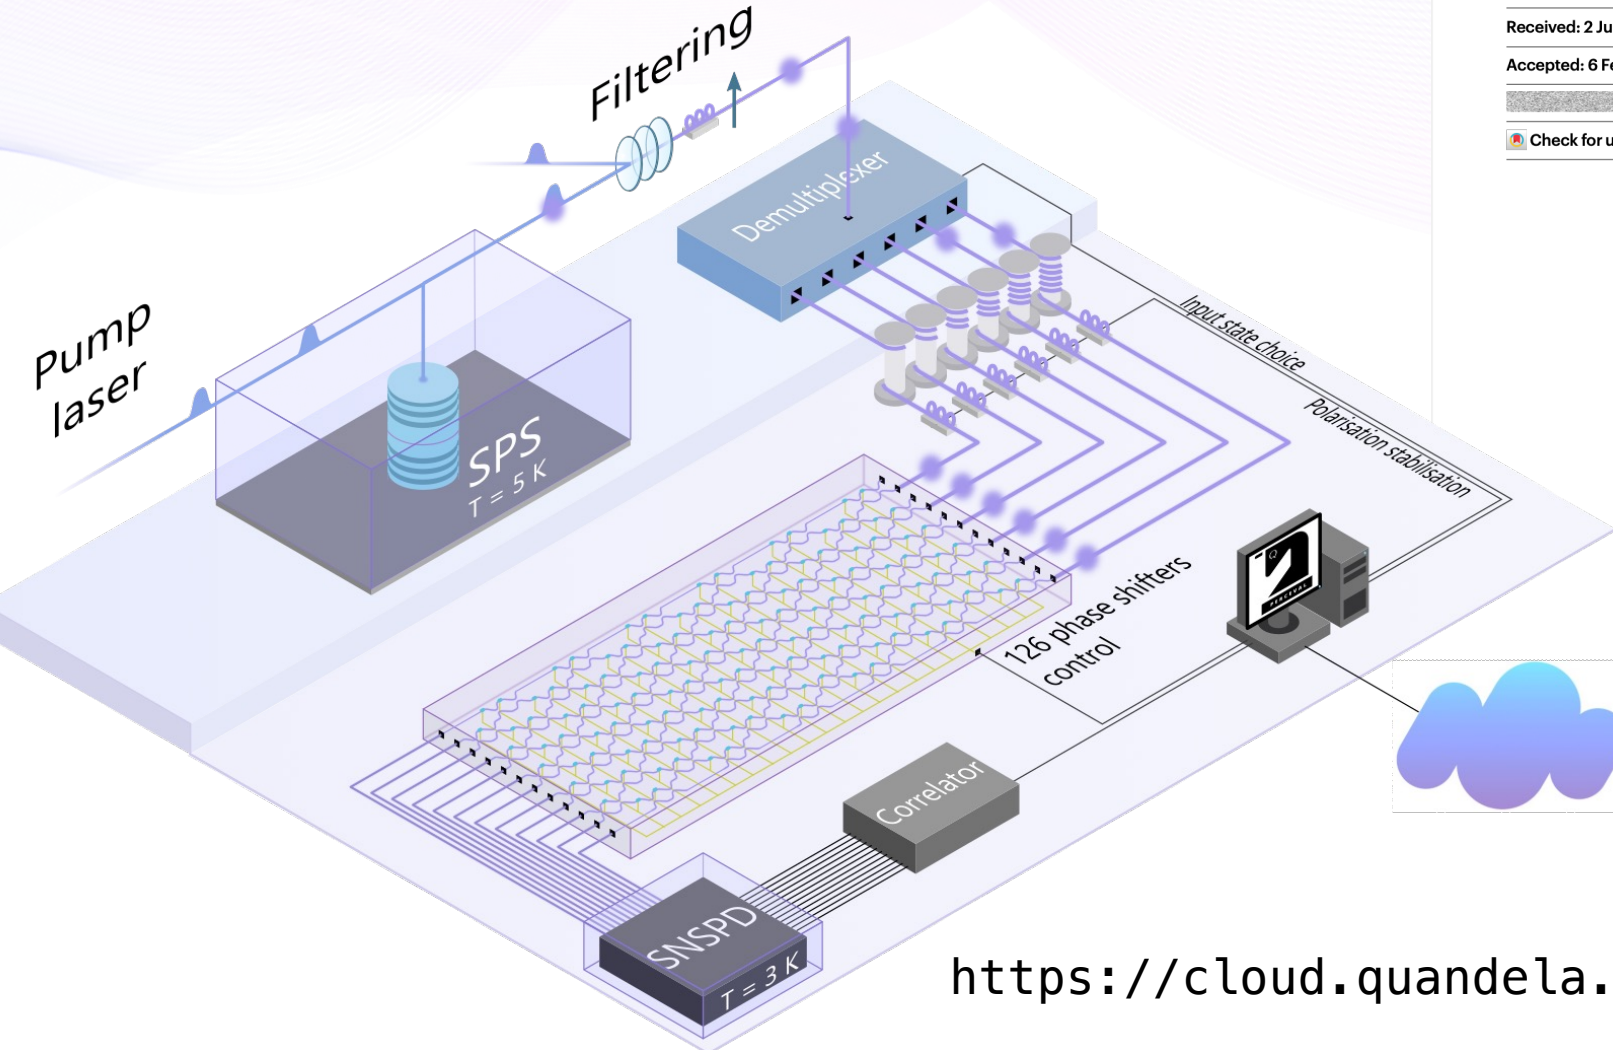 Received: 2 Ju
Accepted: 6 Fe
Check for u
Filtering
Demultiplexer
Pump
laser
SPS
T = 5 K
Input state choice
Polarisation stabilisation
126 phase shifters
control
PERCEVAL
Correlator
SNSPD
T = 3 K
https://cloud.quandela.